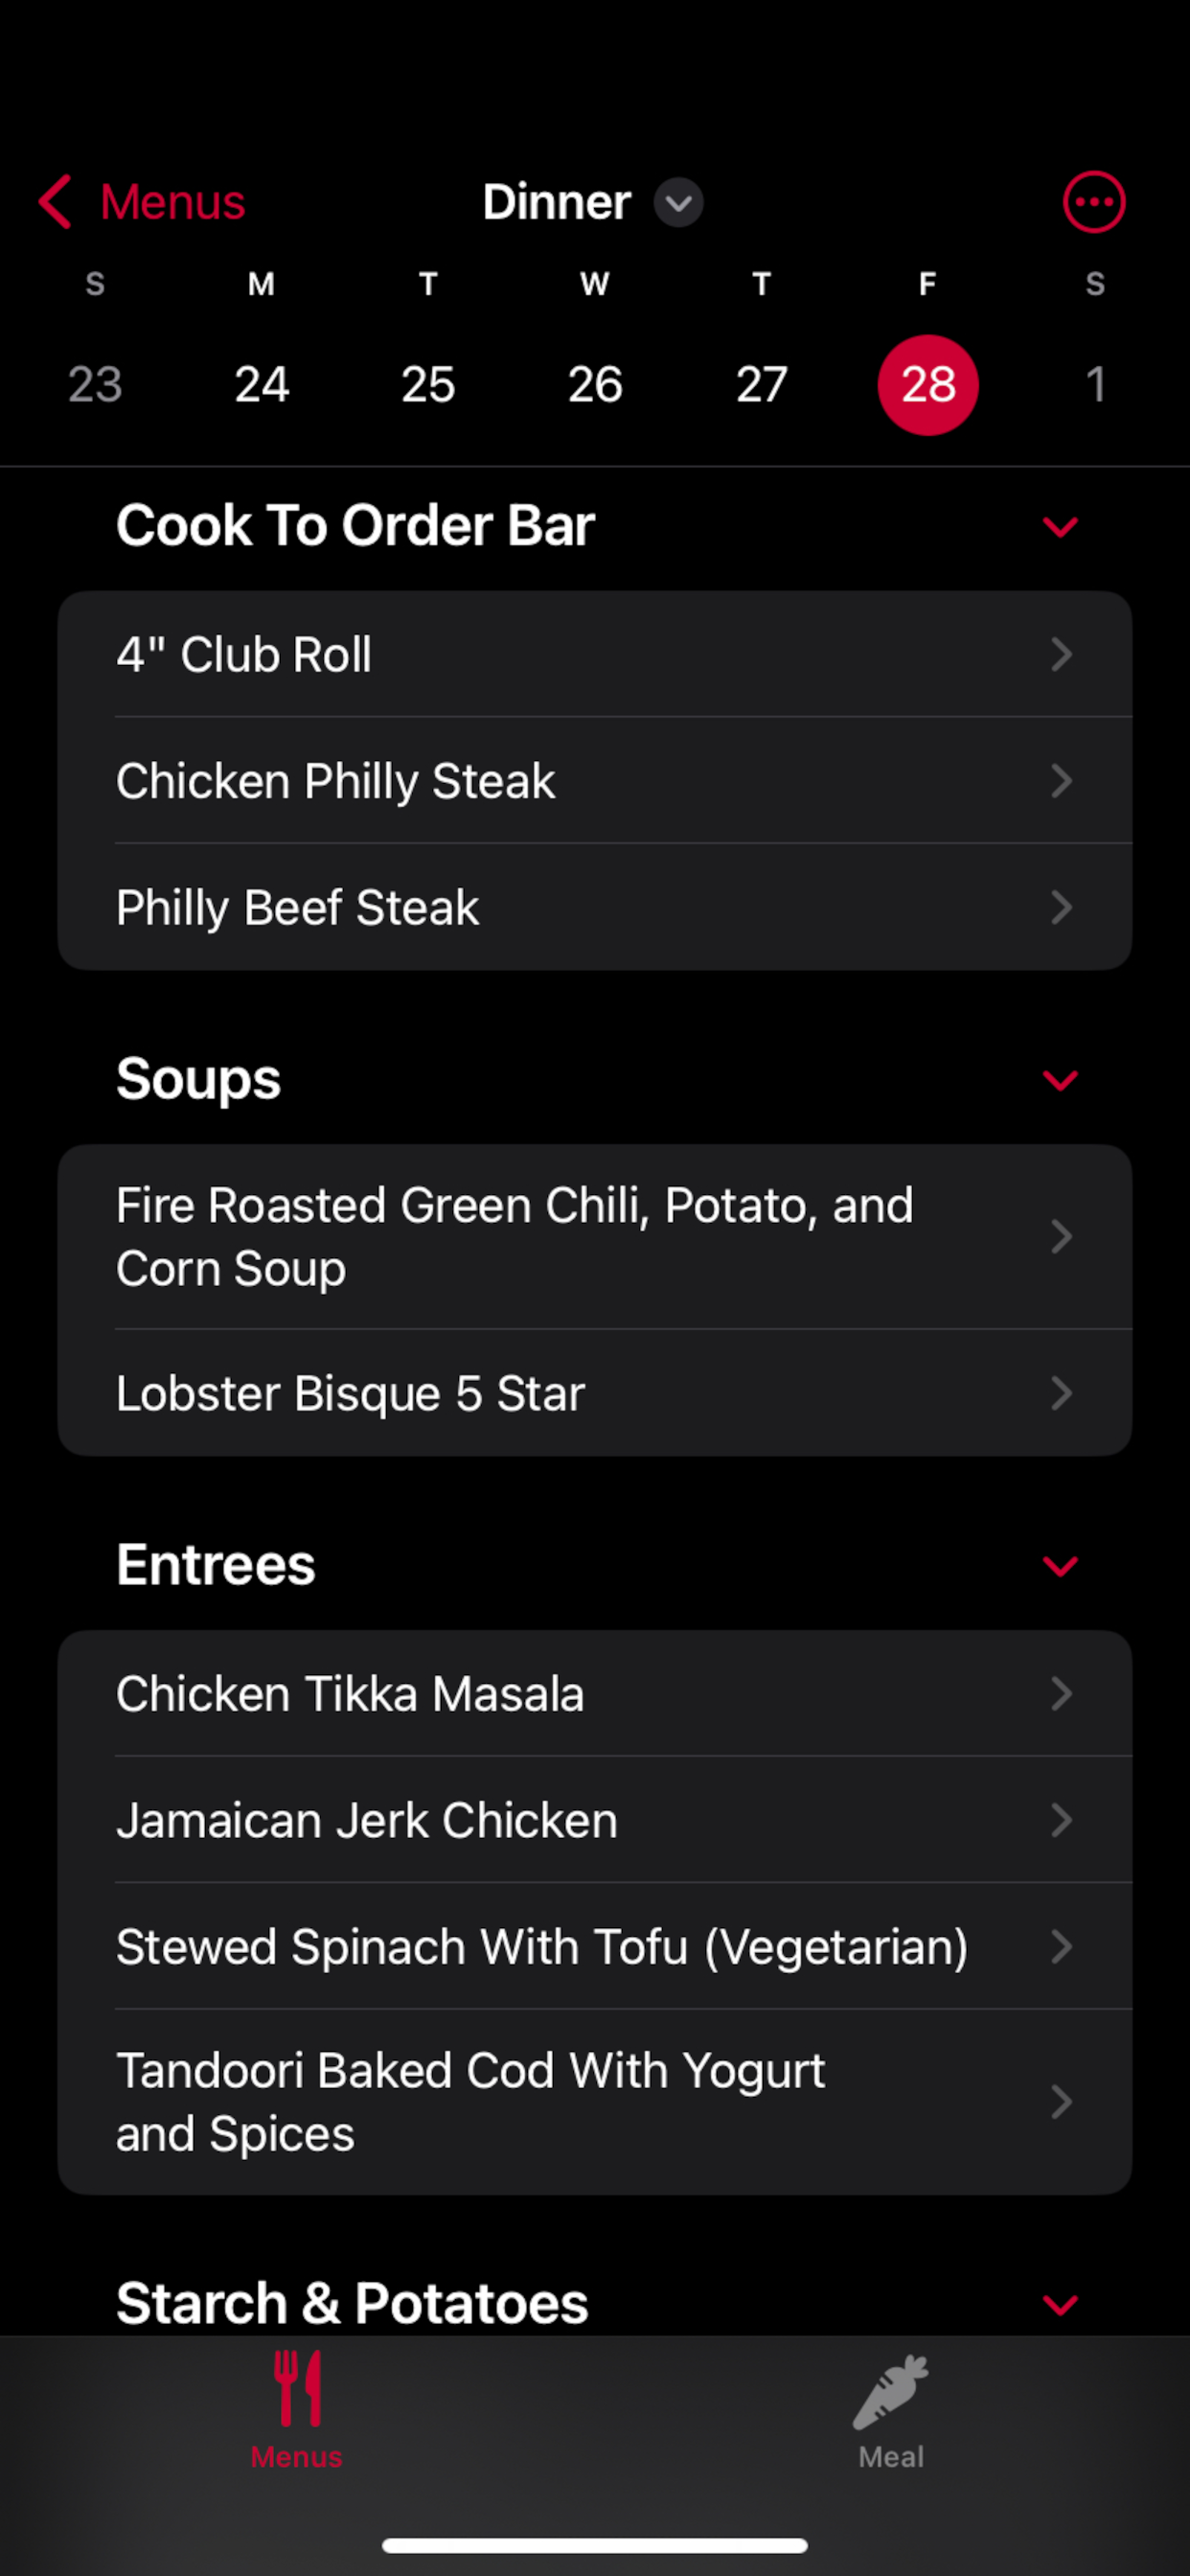 Menus
Dinner
S M T W T F S
23 24 25 26 27 28 1
Cook To Order Bar
4" Club Roll
Chicken Philly Steak
Philly Beef Steak
Soups
Fire Roasted Green Chili, Potato, and
Corn Soup
Lobster Bisque 5 Star
Entrees
Chicken Tikka Masala
Jamaican Jerk Chicken
Stewed Spinach With Tofu (Vegetarian)
Tandoori Baked Cod With Yogurt
and Spices
Starch & Potatoes
Menus
Meal